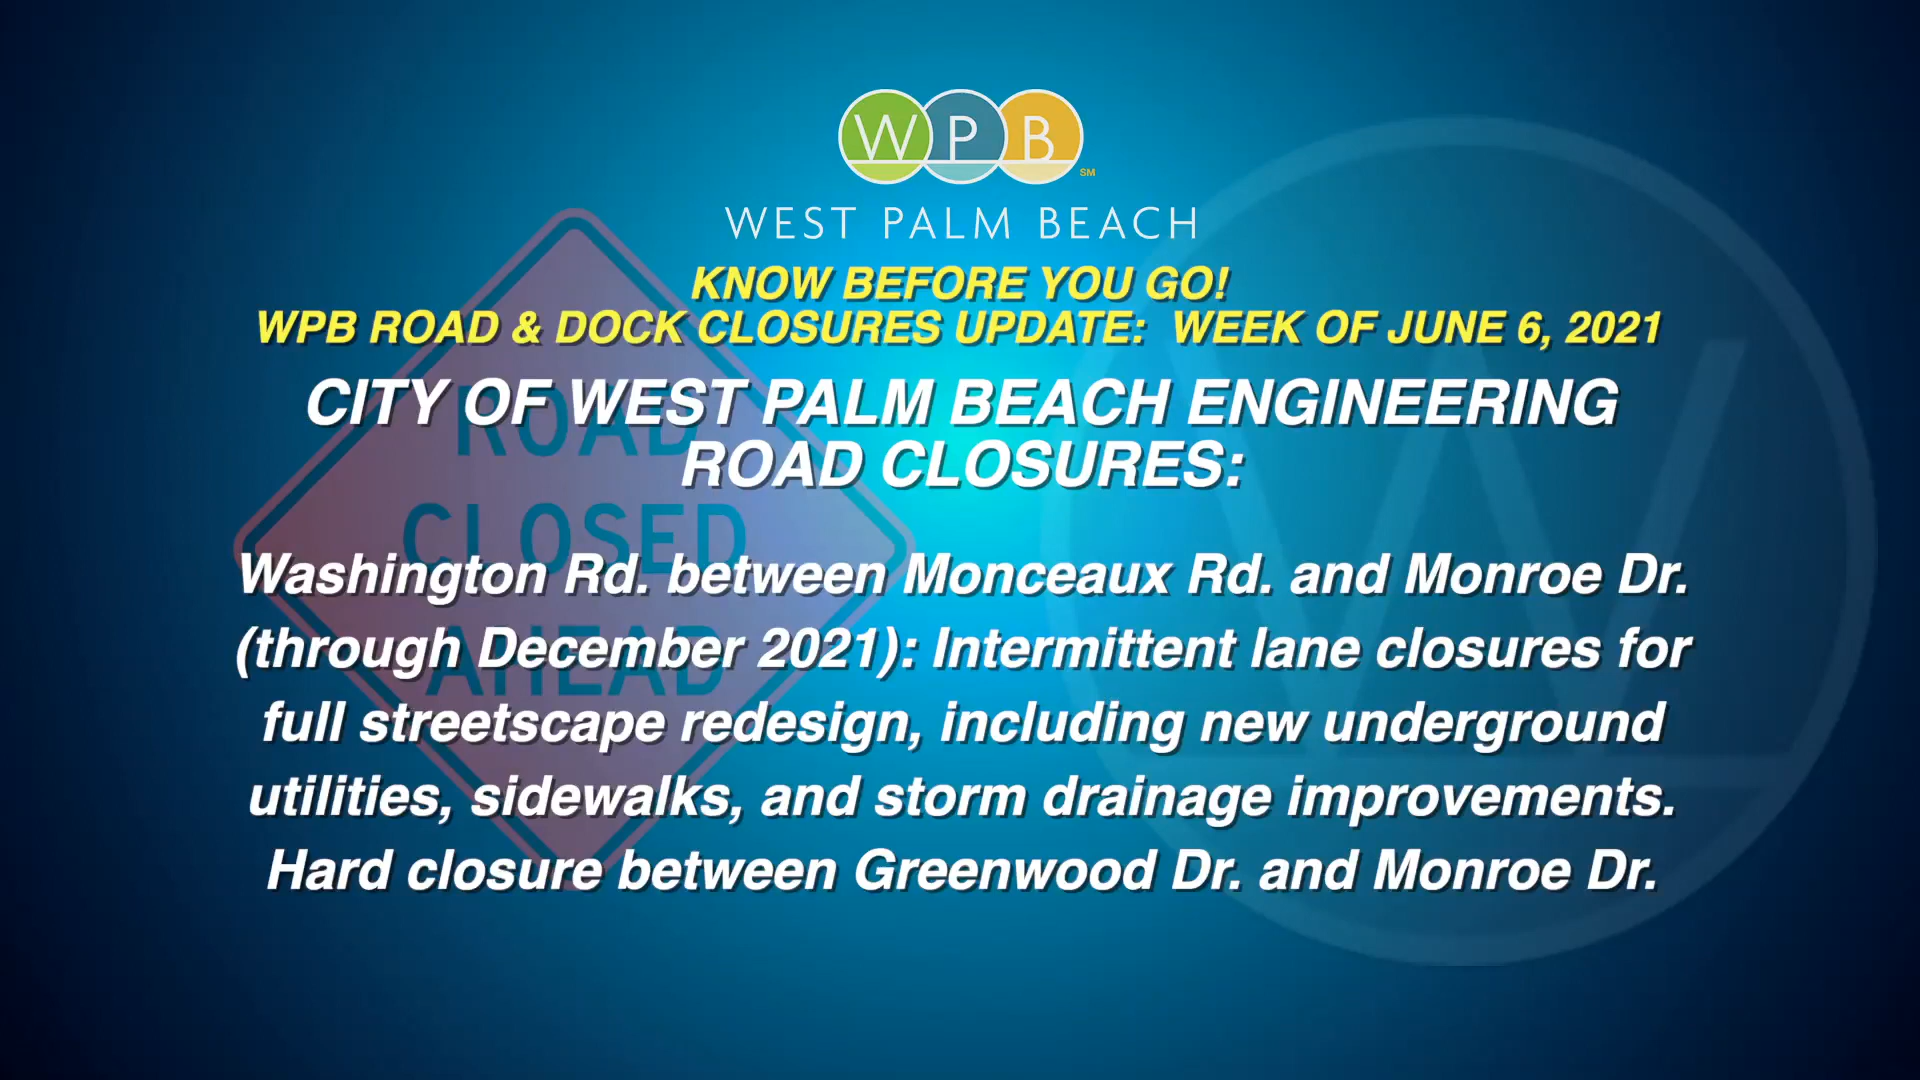 WPB SM
WEST PALM BEACH
KNOW BEFORE YOU GO!
WPB ROAD & DOCK CLOSURES UPDATE: WEEK OF JUNE 6, 2021
CITY OF WEST PALM BEACH ENGINEERING
ROAD CLOSURES:
ROAD
CLOSED
AHEAD
W
Washington Rd. between Monceaux Rd. and Monroe Dr.
(through December 2021): Intermittent lane closures for
full streetscape redesign, including new underground
utilities, sidewalks, and storm drainage improvements.
Hard closure between Greenwood Dr. and Monroe Dr.